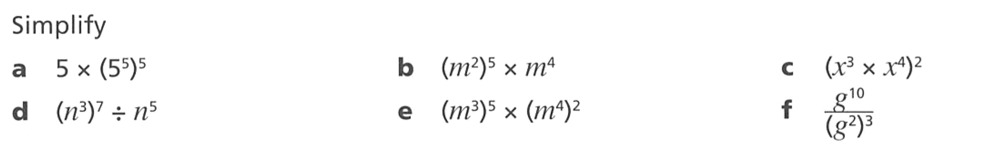 Simplify
a 5 × (5⁵)⁵ b (m²)⁵ × m⁴ c (x³ × x⁴)²
d (n³)⁷ ÷ n⁵ e (m³)⁵ × (m⁴)² f g¹⁰/(g²)³